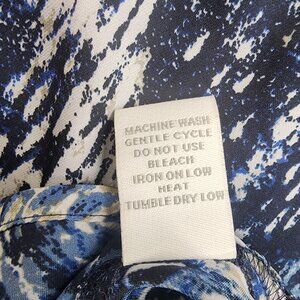 MACHINE WASH
GENTLE CYCLE
DO NOT USE
BLEACH
IRON ON LOW
HEAT
TUMBLE DRY LOW